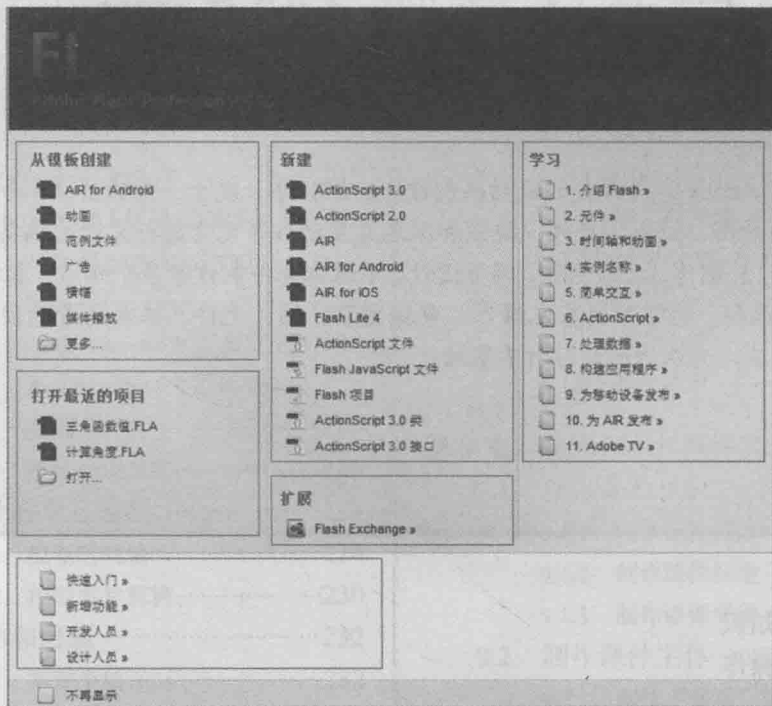 Fl
从模板创建
AIR for Android
动画
范例文件
广告
横幅
媒体播放
更多...
打开最近的项目
三角函数值.FLA
计算角度.FLA
打开...
新建
ActionScript 3.0
ActionScript 2.0
AIR
AIR for Android
AIR for iOS
Flash Lite 4
ActionScript 文件
Flash JavaScript 文件
Flash 项目
ActionScript 3.0 类
ActionScript 3.0 接口
扩展
Flash Exchange »
学习
1. 介绍 Flash »
2. 元件 »
3. 时间轴和动画 »
4. 实例名称 »
5. 简单交互 »
6. ActionScript »
7. 处理数据 »
8. 构建应用程序 »
9. 为移动设备发布 »
10. 为 AIR 发布 »
11. Adobe TV »
快速入门 »
新增功能 »
开发人员 »
设计人员 »
不再显示